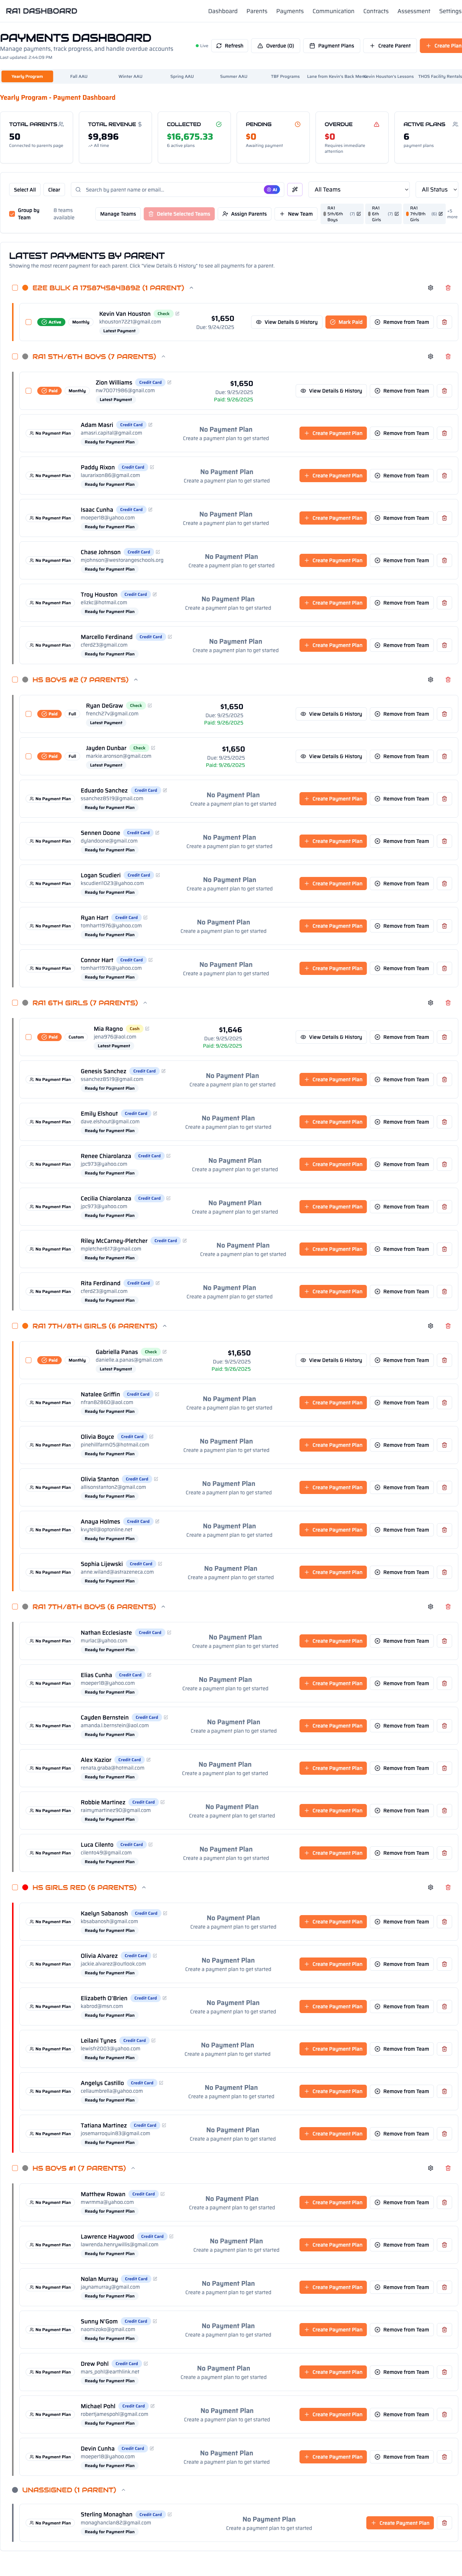 RA1 DASHBOARD
Dashboard Parents Payments Communication Contracts Assessment Settings
PAYMENTS DASHBOARD
Manage payments, track progress, and handle overdue accounts
Last updated: 2:44:09 PM
Live Refresh Overdue (0) Payment Plans Create Parent Create Plan
Yearly Program Fall AAU Winter AAU Spring AAU Summer AAU TBF Programs
Yearly Program - Payment Dashboard
TOTAL PARENTS
50
Connected to parents page
TOTAL REVENUE
$9,896
All time
COLLECTED
$16,675.33
6 active plans
PENDING
$0
Awaiting payment
OVERDUE
$0
Requires immediate attention
ACTIVE PLANS
6
payment plans
Select All Clear Search by parent name or email... AI All Teams All Status
Group by Team 8 teams available Manage Teams Delete Selected Teams Assign Parents New Team
RA1 5th/6th Boys (7) RA1 6th Girls (7) RA1 7th/8th Girls (6) +5 more
LATEST PAYMENTS BY PARENT
Showing the most recent payment for each parent. Click "View Details & History" to see all payments for a parent.
E2E BULK A 1758745843892 (1 PARENT)
Active Monthly Kevin Van Houston Check
khouston7221@gmail.com
Latest Payment
$1,650
Due: 9/24/2025
View Details & History Mark Paid Remove from Team
RA1 5TH/6TH BOYS (7 PARENTS)
Paid Monthly Zion Williams Credit Card
nw7007986@gmail.com
Latest Payment
$1,650
Due: 9/25/2025
Paid: 9/26/2025
View Details & History Remove from Team
No Payment Plan Adam Masri Credit Card
amasri.capital@gmail.com
Ready for Payment Plan
No Payment Plan
Create a payment plan to get started
Create Payment Plan Remove from Team
No Payment Plan Paddy Rixon Credit Card
Ready for Payment Plan
No Payment Plan
Create a payment plan to get started
Create Payment Plan Remove from Team
No Payment Plan Isaac Cunha Credit Card
moeper18@yahoo.com
Ready for Payment Plan
No Payment Plan
Create a payment plan to get started
Create Payment Plan Remove from Team
No Payment Plan Chase Johnson Credit Card
mjohnson@westorangeschools.org
Ready for Payment Plan
No Payment Plan
Create a payment plan to get started
Create Payment Plan Remove from Team
No Payment Plan Troy Houston Credit Card
Ready for Payment Plan
No Payment Plan
Create a payment plan to get started
Create Payment Plan Remove from Team
No Payment Plan Marcello Ferdinand Credit Card
cferd23@gmail.com
Ready for Payment Plan
No Payment Plan
Create a payment plan to get started
Create Payment Plan Remove from Team
HS BOYS #2 (7 PARENTS)
Paid Full Ryan DeGraw Check
french27v@gmail.com
Latest Payment
$1,650
Due: 9/25/2025
Paid: 9/26/2025
View Details & History Remove from Team
Paid Full Jayden Dunbar Check
markie.aronsen@gmail.com
Latest Payment
$1,650
Due: 9/25/2025
Paid: 9/26/2025
View Details & History Remove from Team
No Payment Plan Eduardo Sanchez Credit Card
ssanchez8519@gmail.com
Ready for Payment Plan
No Payment Plan
Create a payment plan to get started
Create Payment Plan Remove from Team
No Payment Plan Sennen Doone Credit Card
dylandoone@gmail.com
Ready for Payment Plan
No Payment Plan
Create a payment plan to get started
Create Payment Plan Remove from Team
No Payment Plan Logan Scudieri Credit Card
kscudieri1023@yahoo.com
Ready for Payment Plan
No Payment Plan
Create a payment plan to get started
Create Payment Plan Remove from Team
No Payment Plan Ryan Hart Credit Card
tomhart1976@yahoo.com
Ready for Payment Plan
No Payment Plan
Create a payment plan to get started
Create Payment Plan Remove from Team
No Payment Plan Connor Hart Credit Card
tomhart1976@yahoo.com
Ready for Payment Plan
No Payment Plan
Create a payment plan to get started
Create Payment Plan Remove from Team
RA1 6TH GIRLS (7 PARENTS)
Paid Custom Mia Ragno Cash
jena976@aol.com
Latest Payment
$1,646
Due: 9/25/2025
Paid: 9/26/2025
View Details & History Remove from Team
No Payment Plan Genesis Sanchez Credit Card
ssanchez8519@gmail.com
Ready for Payment Plan
No Payment Plan
Create a payment plan to get started
Create Payment Plan Remove from Team
No Payment Plan Emily Elshout Credit Card
dave.elshout@gmail.com
Ready for Payment Plan
No Payment Plan
Create a payment plan to get started
Create Payment Plan Remove from Team
No Payment Plan Renee Chiarolanza Credit Card
jpc973@yahoo.com
Ready for Payment Plan
No Payment Plan
Create a payment plan to get started
Create Payment Plan Remove from Team
No Payment Plan Cecilia Chiarolanza Credit Card
jpc973@yahoo.com
Ready for Payment Plan
No Payment Plan
Create a payment plan to get started
Create Payment Plan Remove from Team
No Payment Plan Riley McCarney-Pletcher Credit Card
mpletcher617@gmail.com
Ready for Payment Plan
No Payment Plan
Create a payment plan to get started
Create Payment Plan Remove from Team
No Payment Plan Rita Ferdinand Credit Card
cferd23@gmail.com
Ready for Payment Plan
No Payment Plan
Create a payment plan to get started
Create Payment Plan Remove from Team
RA1 7TH/8TH GIRLS (6 PARENTS)
Paid Monthly Gabriella Panas Check
danielle.a.panas@gmail.com
Latest Payment
$1,650
Due: 9/25/2025
Paid: 9/26/2025
View Details & History Remove from Team
No Payment Plan Natalee Griffin Credit Card
nfran82860@aol.com
Ready for Payment Plan
No Payment Plan
Create a payment plan to get started
Create Payment Plan Remove from Team
No Payment Plan Olivia Boyce Credit Card
pinehillfarm05@hotmail.com
Ready for Payment Plan
No Payment Plan
Create a payment plan to get started
Create Payment Plan Remove from Team
No Payment Plan Olivia Stanton Credit Card
allisonstanton2@gmail.com
Ready for Payment Plan
No Payment Plan
Create a payment plan to get started
Create Payment Plan Remove from Team
No Payment Plan Anaya Holmes Credit Card
kvytell@optonline.net
Ready for Payment Plan
No Payment Plan
Create a payment plan to get started
Create Payment Plan Remove from Team
No Payment Plan Sophia Lijewski Credit Card
anne.wiland@astrazeneca.com
Ready for Payment Plan
No Payment Plan
Create a payment plan to get started
Create Payment Plan Remove from Team
RA1 7TH/8TH BOYS (6 PARENTS)
No Payment Plan Nathan Ecclesiaste Credit Card
murlac@yahoo.com
Ready for Payment Plan
No Payment Plan
Create a payment plan to get started
Create Payment Plan Remove from Team
No Payment Plan Elias Cunha Credit Card
moeper18@yahoo.com
Ready for Payment Plan
No Payment Plan
Create a payment plan to get started
Create Payment Plan Remove from Team
No Payment Plan Cayden Bernstein Credit Card
amanda.l.bernstein@aol.com
Ready for Payment Plan
No Payment Plan
Create a payment plan to get started
Create Payment Plan Remove from Team
No Payment Plan Alex Kazior Credit Card
renata.graba@hotmail.com
Ready for Payment Plan
No Payment Plan
Create a payment plan to get started
Create Payment Plan Remove from Team
No Payment Plan Robbie Martinez Credit Card
raimymartinez90@gmail.com
Ready for Payment Plan
No Payment Plan
Create a payment plan to get started
Create Payment Plan Remove from Team
No Payment Plan Luca Cilento Credit Card
cilento49@gmail.com
Ready for Payment Plan
No Payment Plan
Create a payment plan to get started
Create Payment Plan Remove from Team
HS GIRLS RED (6 PARENTS)
No Payment Plan Kaelyn Sabanosh Credit Card
kbsabanosh@gmail.com
Ready for Payment Plan
No Payment Plan
Create a payment plan to get started
Create Payment Plan Remove from Team
No Payment Plan Olivia Alvarez Credit Card
jackie.alvarez@outlook.com
Ready for Payment Plan
No Payment Plan
Create a payment plan to get started
Create Payment Plan Remove from Team
No Payment Plan Elizabeth O'Brien Credit Card
kabrod@msn.com
Ready for Payment Plan
No Payment Plan
Create a payment plan to get started
Create Payment Plan Remove from Team
No Payment Plan Leilani Tynes Credit Card
Ready for Payment Plan
No Payment Plan
Create a payment plan to get started
Create Payment Plan Remove from Team
No Payment Plan Angelys Castillo Credit Card
celiaumbrella@yahoo.com
Ready for Payment Plan
No Payment Plan
Create a payment plan to get started
Create Payment Plan Remove from Team
No Payment Plan Tatiana Martinez Credit Card
josemarroquin83@gmail.com
Ready for Payment Plan
No Payment Plan
Create a payment plan to get started
Create Payment Plan Remove from Team
HS BOYS #1 (7 PARENTS)
No Payment Plan Matthew Rowan Credit Card
mwrmma@yahoo.com
Ready for Payment Plan
No Payment Plan
Create a payment plan to get started
Create Payment Plan Remove from Team
No Payment Plan Lawrence Haywood Credit Card
lawrenda.henrywillis@gmail.com
Ready for Payment Plan
No Payment Plan
Create a payment plan to get started
Create Payment Plan Remove from Team
No Payment Plan Nolan Murray Credit Card
jaynamurray@gmail.com
Ready for Payment Plan
No Payment Plan
Create a payment plan to get started
Create Payment Plan Remove from Team
No Payment Plan Sunny N'Gom Credit Card
naomizoko@gmail.com
Ready for Payment Plan
No Payment Plan
Create a payment plan to get started
Create Payment Plan Remove from Team
No Payment Plan Drew Pohl Credit Card
mars_pohl@earthlink.net
Ready for Payment Plan
No Payment Plan
Create a payment plan to get started
Create Payment Plan Remove from Team
No Payment Plan Michael Pohl Credit Card
robertjamespohl@gmail.com
Ready for Payment Plan
No Payment Plan
Create a payment plan to get started
Create Payment Plan Remove from Team
No Payment Plan Devin Cunha Credit Card
moeper18@yahoo.com
Ready for Payment Plan
No Payment Plan
Create a payment plan to get started
Create Payment Plan Remove from Team
UNASSIGNED (1 PARENT)
No Payment Plan Sterling Monaghan Credit Card
monaghanclan82@gmail.com
Ready for Payment Plan
No Payment Plan
Create a payment plan to get started
Create Payment Plan